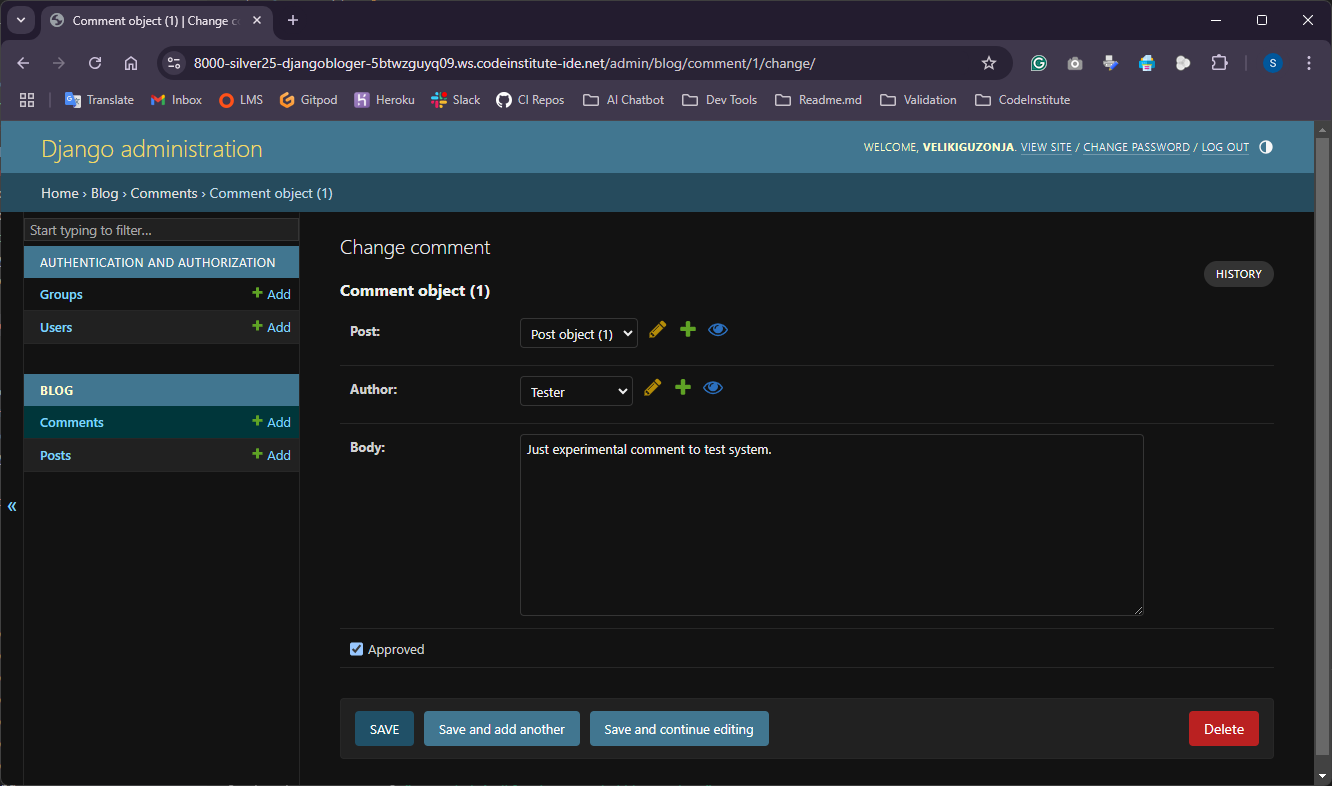 Comment object (1) | Change c
8000-silver25-djangobloger-5btwzguyq09.ws.codeinstitute-ide.net/admin/blog/comment/1/change/
S
Translate Inbox LMS Gitpod Heroku Slack CI Repos AI Chatbot Dev Tools Readme.md Validation CodeInstitute
Django administration
WELCOME, VELIKIGUZONJA. VIEW SITE / CHANGE PASSWORD / LOG OUT
Home › Blog › Comments › Comment object (1)
Start typing to filter...
AUTHENTICATION AND AUTHORIZATION
Groups + Add
Users + Add
BLOG
Comments + Add
Posts + Add
«
Change comment
HISTORY
Comment object (1)
Post: Post object (1)
Author: Tester
Body: Just experimental comment to test system.
Approved
SAVE Save and add another Save and continue editing Delete